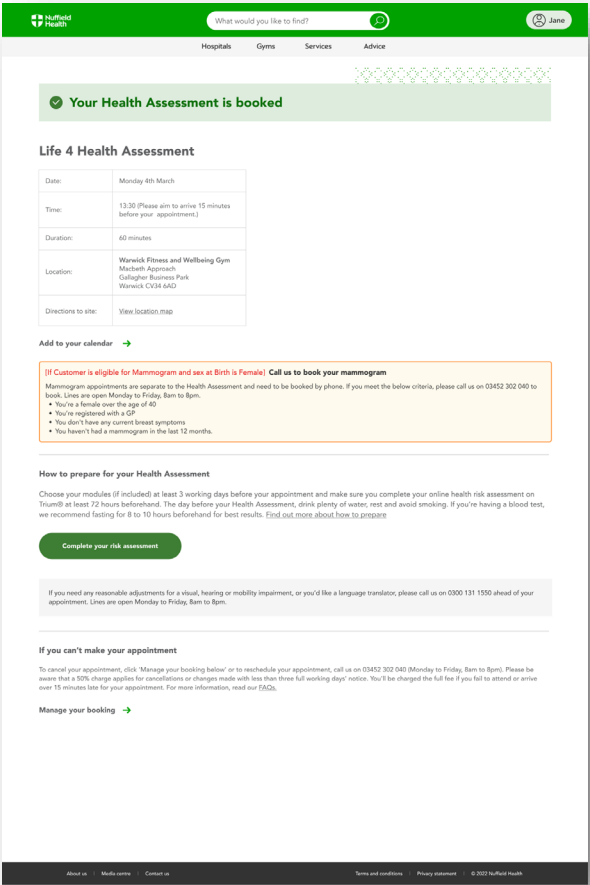 Nuffield
Health
What would you like to find?
Jane
Hospitals
Gyms
Services
Advice
Your Health Assessment is booked
Life 4 Health Assessment
Date: Monday 4th March
Time: 13:30 (Please aim to arrive 15 minutes
before your appointment.)
Duration: 60 minutes
Location: Warwick Fitness and Wellbeing Gym
Macbeth Approach
Gallagher Business Park
Warwick CV34 6AD
Directions to site: View location map
Add to your calendar →
[If Customer is eligible for Mammogram and sex at Birth is Female] Call us to book your mammogram
Mammogram appointments are separate to the Health Assessment and need to be booked by phone. If you meet the below criteria, please call us on 03452 302 040 to
book. Lines are open Monday to Friday, 8am to 8pm.
• You're a female over the age of 40
• You're registered with a GP
• You don't have any current breast symptoms
• You haven't had a mammogram in the last 12 months.
How to prepare for your Health Assessment
Choose your modules (if included) at least 3 working days before your appointment and make sure you complete your online health risk assessment on
Trium® at least 72 hours beforehand. The day before your Health Assessment, drink plenty of water, rest and avoid smoking. If you're having a blood test,
we recommend fasting for 8 to 10 hours beforehand for best results. Find out more about how to prepare
Complete your risk assessment
If you need any reasonable adjustments for a visual, hearing or mobility impairment, or you'd like a language translator, please call us on 0300 131 1550 ahead of your
appointment. Lines are open Monday to Friday, 8am to 8pm.
If you can't make your appointment
To cancel your appointment, click 'Manage your booking below' or to reschedule your appointment, call us on 03452 302 040 (Monday to Friday, 8am to 8pm). Please be
aware that a 50% charge applies for cancellations or changes made with less than three full working days' notice. You'll be charged the full fee if you fail to attend or arrive
over 15 minutes late for your appointment. For more information, read our FAQs.
Manage your booking →
About us | Media centre | Contact us
Terms and conditions | Privacy statement | © 2022 Nuffield Health